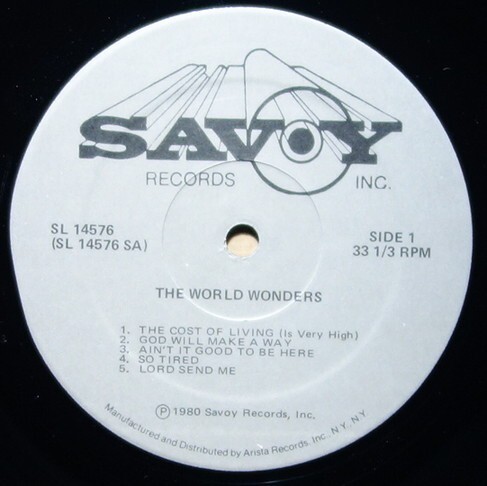 SAVOY
RECORDS INC.
SL 14576
(SL 14576 SA)
SIDE 1
33 1/3 RPM
THE WORLD WONDERS
1. THE COST OF LIVING (Is Very High)
2. GOD WILL MAKE A WAY
3. AIN'T IT GOOD TO BE HERE
4. SO TIRED
5. LORD SEND ME
Ⓟ 1980 Savoy Records, Inc.
Manufactured and Distributed by Arista Records, Inc. N.Y., N.Y.